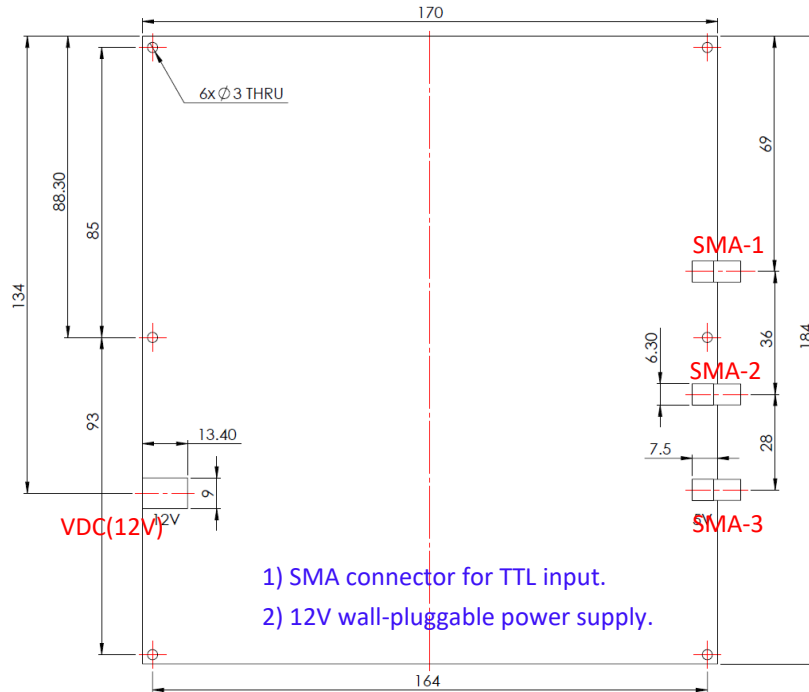 170
6x Ø 3 THRU
69
88.30
85
134
SMA-1
184
36
6.30
SMA-2
93
13.40
7.5
28
9
12V
VDC(12V)
5V
SMA-3
1) SMA connector for TTL input.
2) 12V wall-pluggable power supply.
164